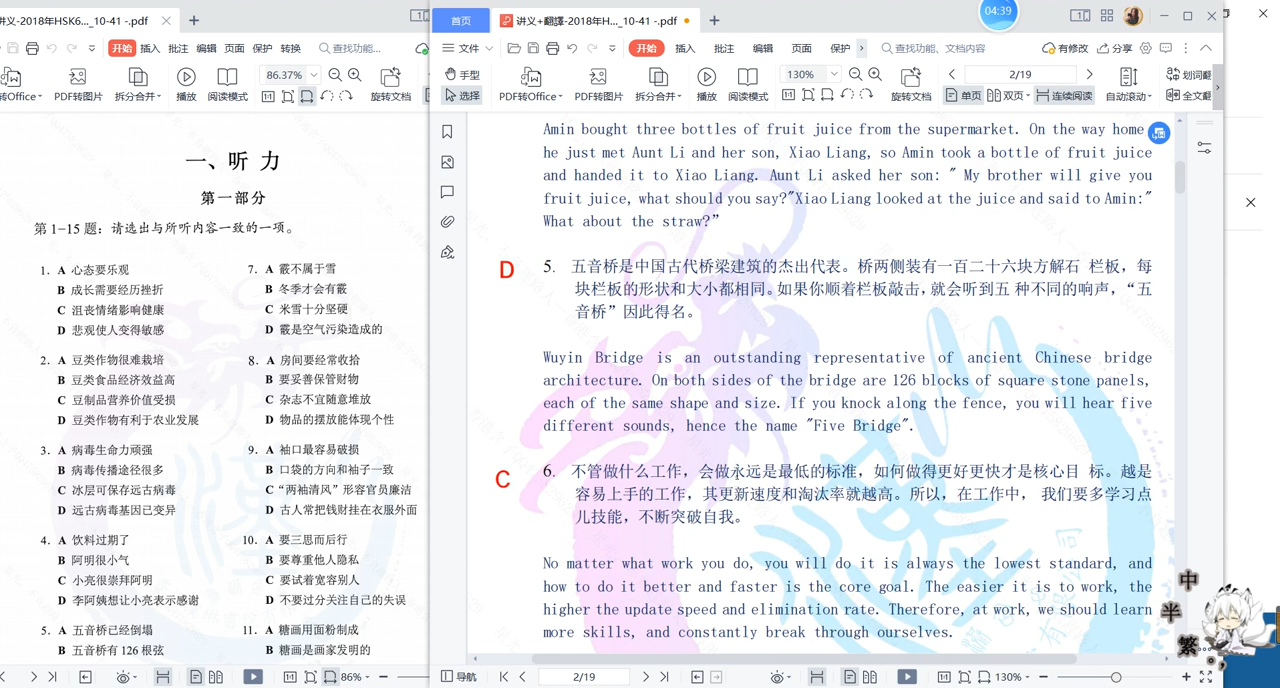 讲义-2018年HSK6..._10-41 -.pdf
首页
讲义+翻譯-2018年H..._10-41 -.pdf
04:39
开始 插入 批注 编辑 页面 保护 转换 查找功能...
文件 开始 插入 批注 编辑 页面 保护 查找功能、文档内容 有修改 分享
转Office PDF转图片 拆分合并 播放 阅读模式 86.37% 旋转文档
手型 选择 PDF转Office PDF转图片 拆分合并 播放 阅读模式 130% 旋转文档 2/19 单页 双页 连续阅读 自动滚动 划词翻 全文翻
一、听 力
第一部分
第1-15题：请选出与所听内容一致的一项。
1. A 心态要乐观
B 成长需要经历挫折
C 沮丧情绪影响健康
D 悲观使人变得敏感
2. A 豆类作物很难栽培
B 豆类食品经济效益高
C 豆制品营养价值受损
D 豆类作物有利于农业发展
3. A 病毒生命力顽强
B 病毒传播途径很多
C 冰层可保存远古病毒
D 远古病毒基因已变异
4. A 饮料过期了
B 阿明很小气
C 小亮很崇拜阿明
D 李阿姨想让小亮表示感谢
5. A 五音桥已经倒塌
B 五音桥有126根弦
7. A 霰不属于雪
B 冬季才会有霰
C 米雪十分坚硬
D 霰是空气污染造成的
8. A 房间要经常收拾
B 要妥善保管财物
C 杂志不宜随意堆放
D 物品的摆放能体现个性
9. A 袖口最容易破损
B 口袋的方向和袖子一致
C “两袖清风”形容官员廉洁
D 古人常把钱财挂在衣服外面
10. A 要三思而后行
B 要尊重他人隐私
C 要试着宽容别人
D 不要过分关注自己的失误
11. A 糖画用面粉制成
B 糖画是画家发明的
Amin bought three bottles of fruit juice from the supermarket. On the way home
he just met Aunt Li and her son, Xiao Liang, so Amin took a bottle of fruit juice
and handed it to Xiao Liang. Aunt Li asked her son: " My brother will give you
fruit juice, what should you say?"Xiao Liang looked at the juice and said to Amin:"
What about the straw?”
D
5. 五音桥是中国古代桥梁建筑的杰出代表。桥两侧装有一百二十六块方解石 栏板，每
块栏板的形状和大小都相同。如果你顺着栏板敲击，就会听到五 种不同的响声，“五
音桥”因此得名。
Wuyin Bridge is an outstanding representative of ancient Chinese bridge
architecture. On both sides of the bridge are 126 blocks of square stone panels,
each of the same shape and size. If you knock along the fence, you will hear five
different sounds, hence the name "Five Bridge".
C
6. 不管做什么工作，会做永远是最低的标准，如何做得更好更快才是核心目 标。越是
容易上手的工作，其更新速度和淘汰率就越高。所以，在工作中， 我们要多学习点
儿技能，不断突破自我。
No matter what work you do, you will do it is always the lowest standard, and
how to do it better and faster is the core goal. The easier it is to work, the
higher the update speed and elimination rate. Therefore, at work, we should learn
more skills, and constantly break through ourselves.
中
半
繁
86%
导航 2/19 130%